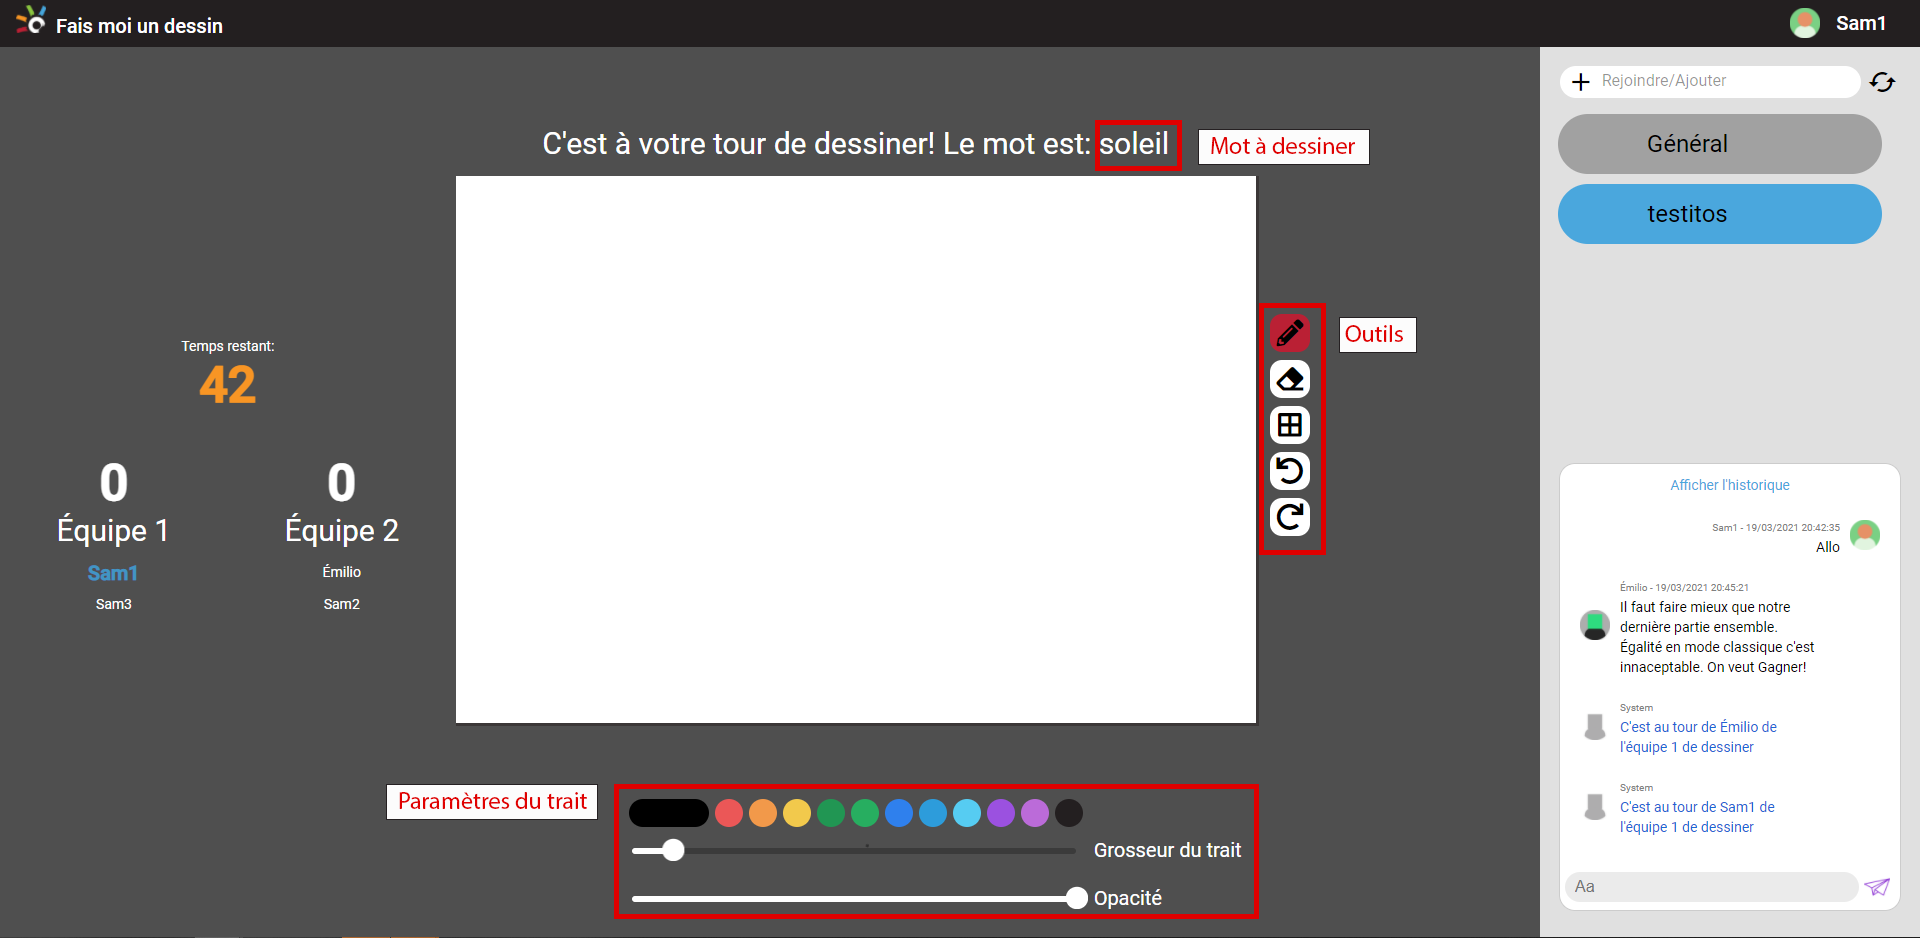 Fais moi un dessin
Sam1
C'est à votre tour de dessiner! Le mot est: soleil
Mot à dessiner
Temps restant:
42
0
Équipe 1
Sam1
Sam3
0
Équipe 2
Émilio
Sam2
Outils
Paramètres du trait
Grosseur du trait
Opacité
Rejoindre/Ajouter
Général
testitos
Afficher l'historique
Sam1 - 19/03/2021 20:42:35
Allo
Émilio - 19/03/2021 20:45:21
Il faut faire mieux que notre
dernière partie ensemble.
Égalité en mode classique c'est
innaceptable. On veut Gagner!
System
C'est au tour de Émilio de
l'équipe 1 de dessiner
System
C'est au tour de Sam1 de
l'équipe 1 de dessiner
Aa